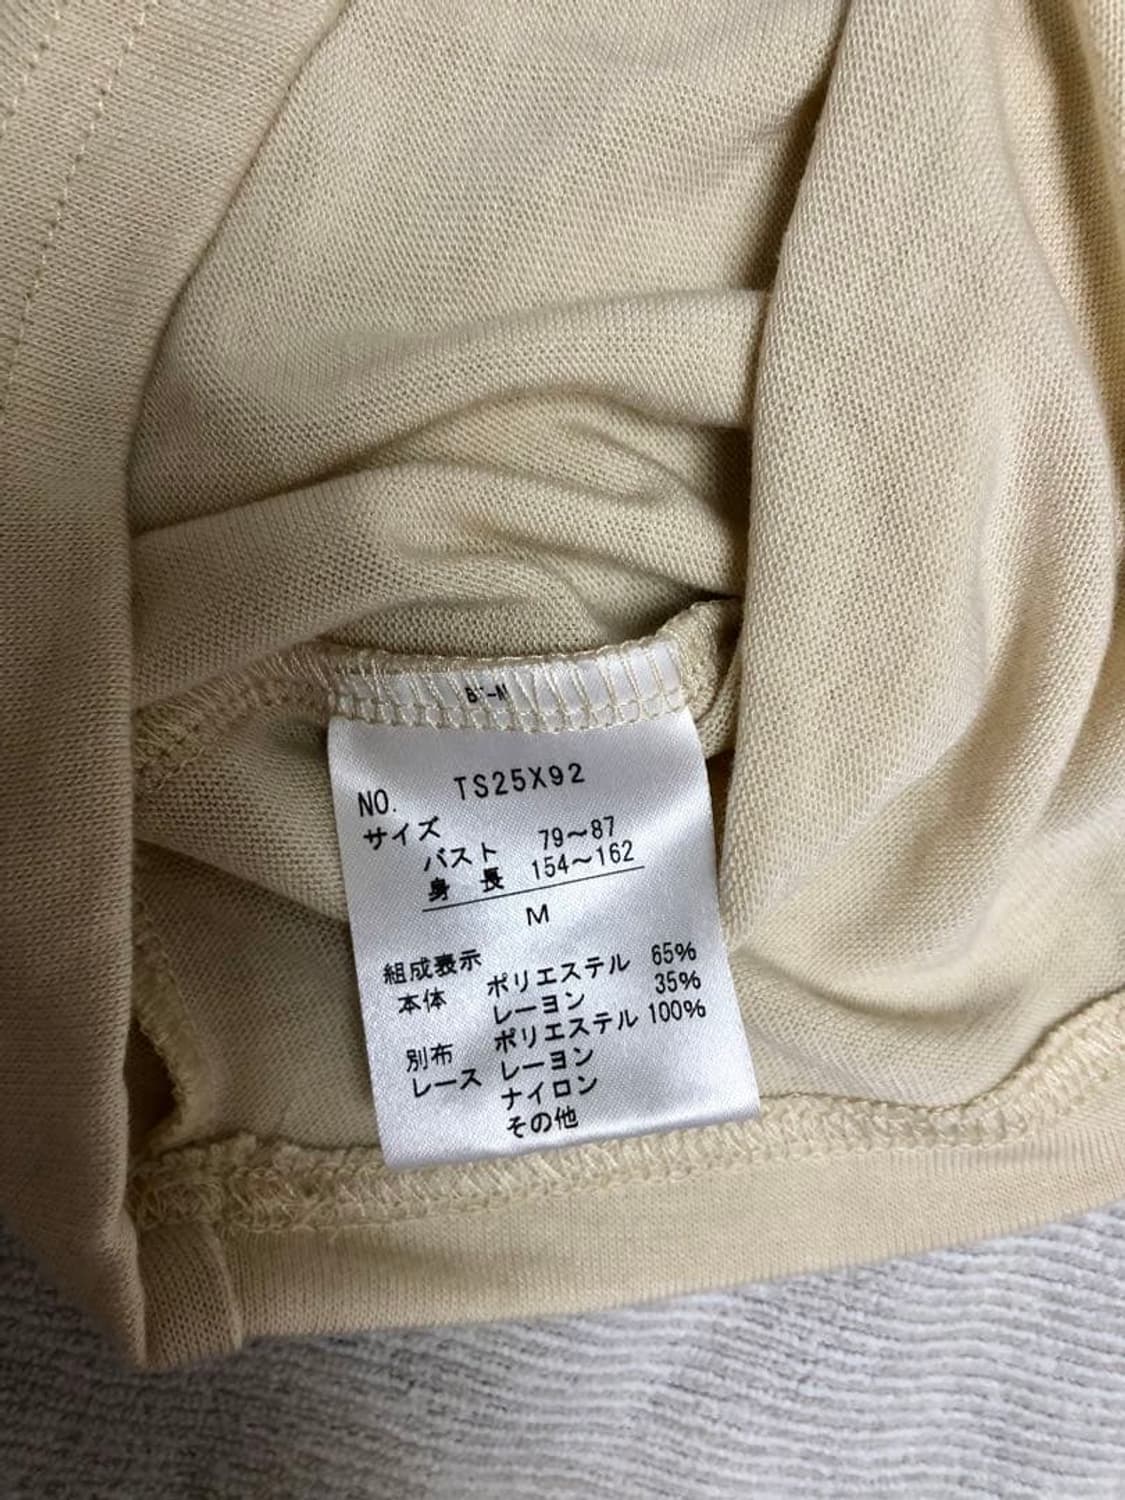 NO. TS25X92
サイズ
バスト 79〜87
身長 154〜162
M
組成表示
本体 ポリエステル 65%
レーヨン 35%
別布 ポリエステル 100%
レース レーヨン
ナイロン
その他